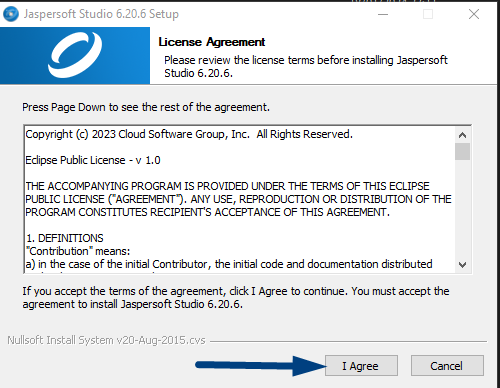 Jaspersoft Studio 6.20.6 Setup
License Agreement
Please review the license terms before installing Jaspersoft
Studio 6.20.6.
Press Page Down to see the rest of the agreement.
Copyright (c) 2023 Cloud Software Group, Inc.  All Rights Reserved.
Eclipse Public License - v 1.0
THE ACCOMPANYING PROGRAM IS PROVIDED UNDER THE TERMS OF THIS ECLIPSE
PUBLIC LICENSE ("AGREEMENT"). ANY USE, REPRODUCTION OR DISTRIBUTION OF THE
PROGRAM CONSTITUTES RECIPIENT'S ACCEPTANCE OF THIS AGREEMENT.
1. DEFINITIONS
"Contribution" means:
a) in the case of the initial Contributor, the initial code and documentation distributed
If you accept the terms of the agreement, click I Agree to continue. You must accept the
agreement to install Jaspersoft Studio 6.20.6.
Nullsoft Install System v20-Aug-2015.cvs
I Agree
Cancel